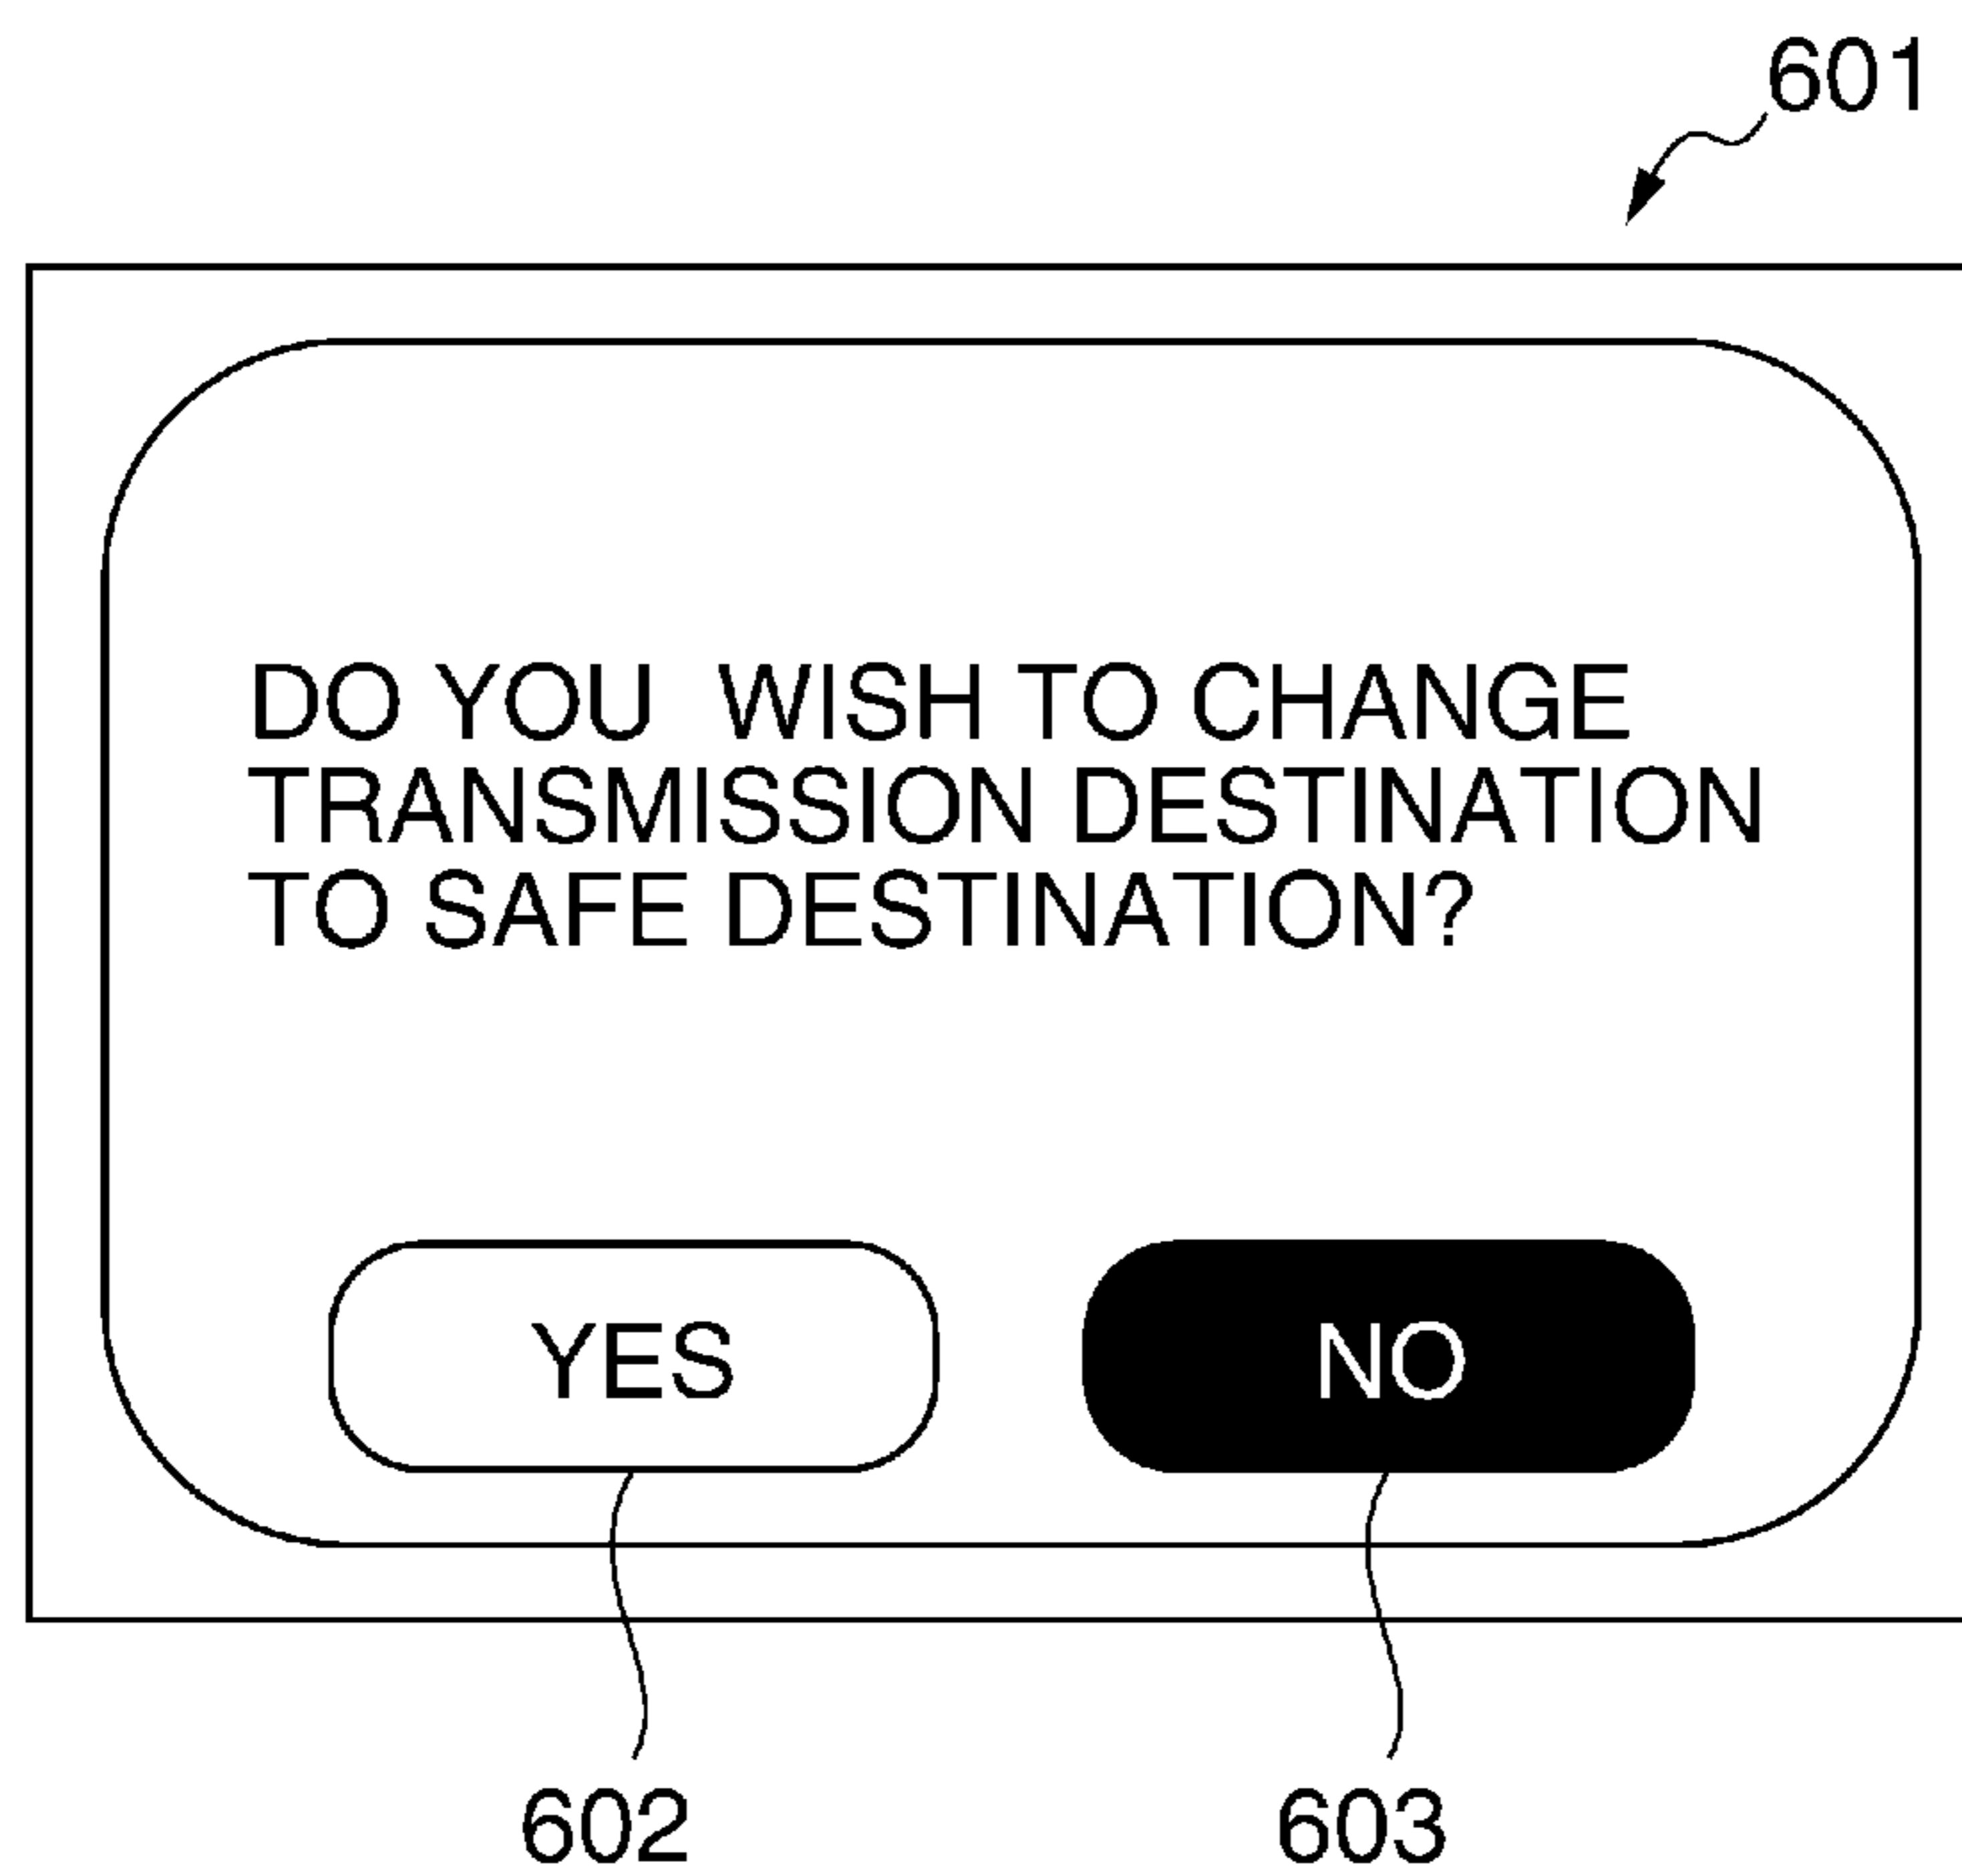 601
DO YOU WISH TO CHANGE
TRANSMISSION DESTINATION
TO SAFE DESTINATION?
YES NO
602 603